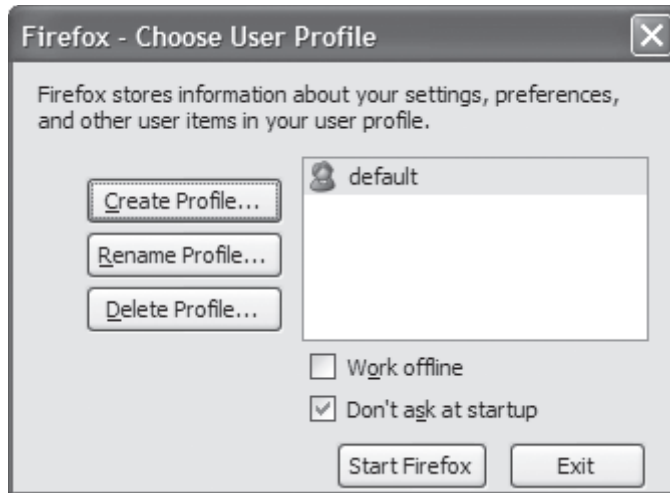 Firefox - Choose User Profile
Firefox stores information about your settings, preferences,
and other user items in your user profile.
default
Create Profile...
Rename Profile...
Delete Profile...
Work offline
Don't ask at startup
Start Firefox
Exit